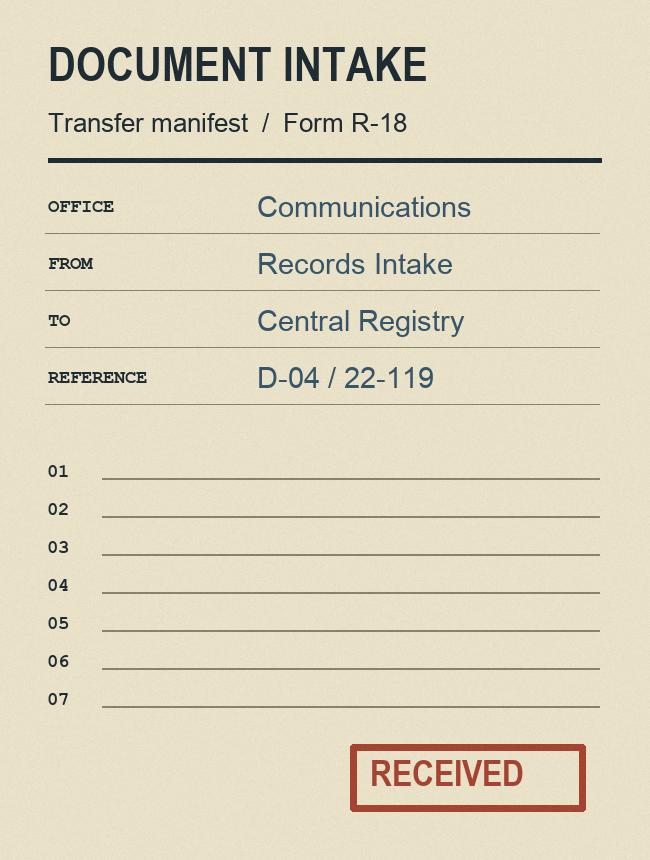 DOCUMENT INTAKE
Transfer manifest / Form R-18
OFFICE Communications
FROM Records Intake
TO Central Registry
REFERENCE D-04 / 22-119
01
02
03
04
05
06
07
RECEIVED